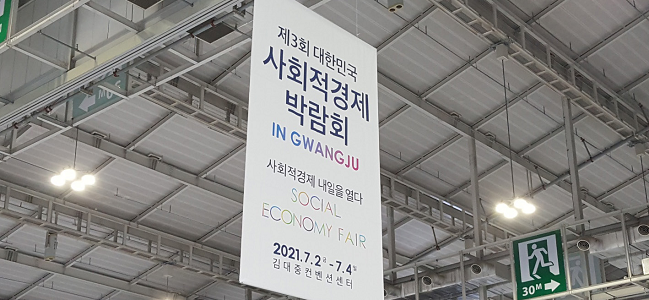 제3회 대한민국
사회적경제
박람회
IN GWANGJU
사회적경제 내일을 열다
SOCIAL
ECONOMY FAIR
2021.7.2금 - 7.4일
김대중컨벤션센터
30M